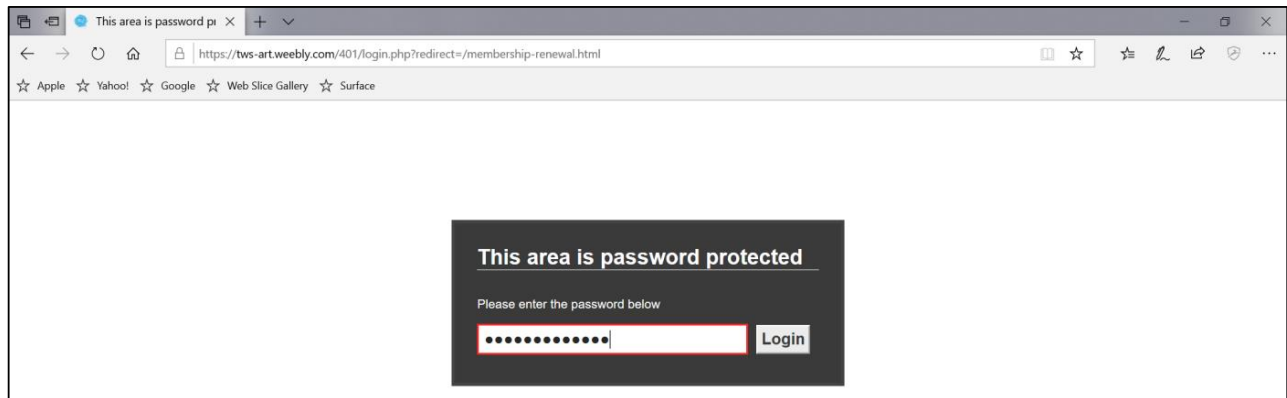 This area is password pr
https://tws-art.weebly.com/401/login.php?redirect=/membership-renewal.html
Apple Yahoo! Google Web Slice Gallery Surface
This area is password protected
Please enter the password below
●●●●●●●●●●●●● Login